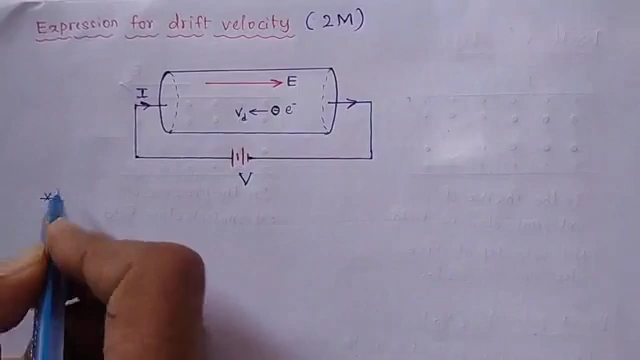 Expression for drift velocity (2M)
E
I
Vd ← ⊖ e⁻
V
*